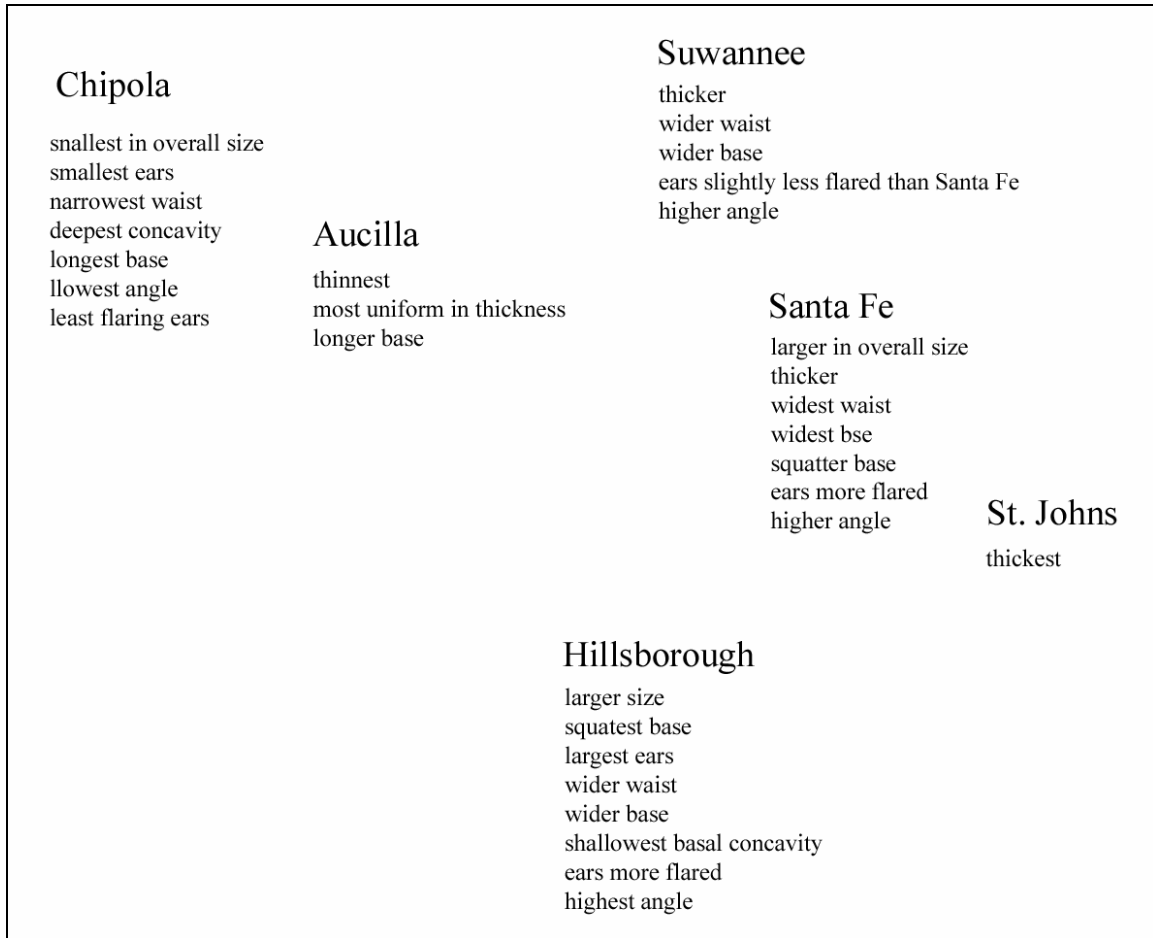 Chipola
snallest in overall size
smallest ears
narrowest waist
deepest concavity
longest base
llowest angle
least flaring ears
Aucilla
thinnest
most uniform in thickness
longer base
Suwannee
thicker
wider waist
wider base
ears slightly less flared than Santa Fe
higher angle
Santa Fe
larger in overall size
thicker
widest waist
widest bse
squatter base
ears more flared
higher angle
St. Johns
thickest
Hillsborough
larger size
squatest base
largest ears
wider waist
wider base
shallowest basal concavity
ears more flared
highest angle